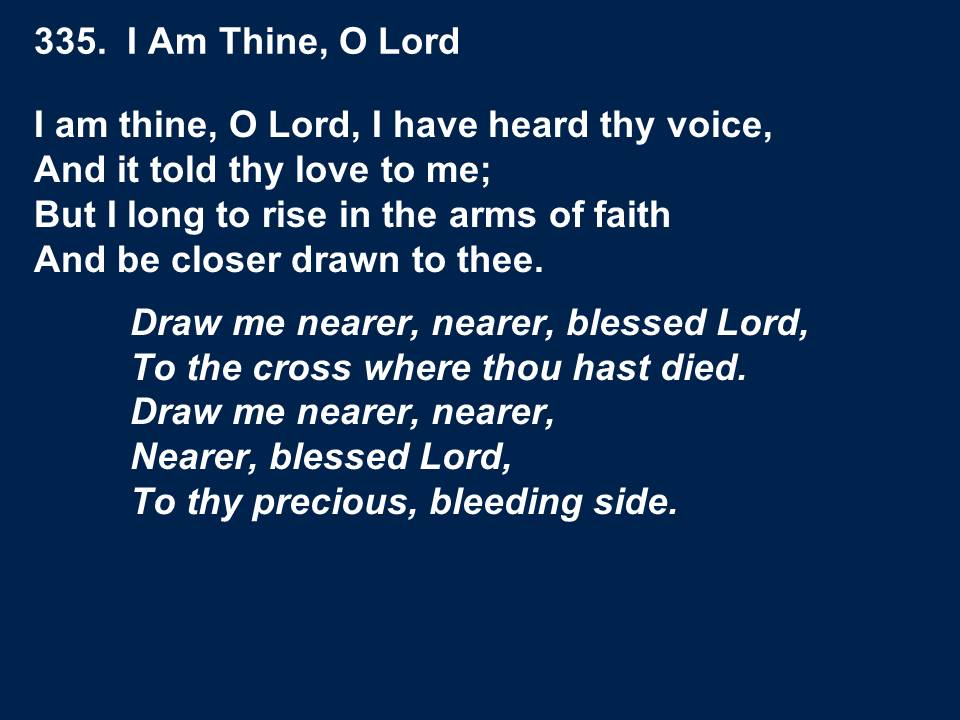 335.  I Am Thine, O Lord
I am thine, O Lord, I have heard thy voice,
And it told thy love to me;
But I long to rise in the arms of faith
And be closer drawn to thee.
Draw me nearer, nearer, blessed Lord,
To the cross where thou hast died.
Draw me nearer, nearer,
Nearer, blessed Lord,
To thy precious, bleeding side.